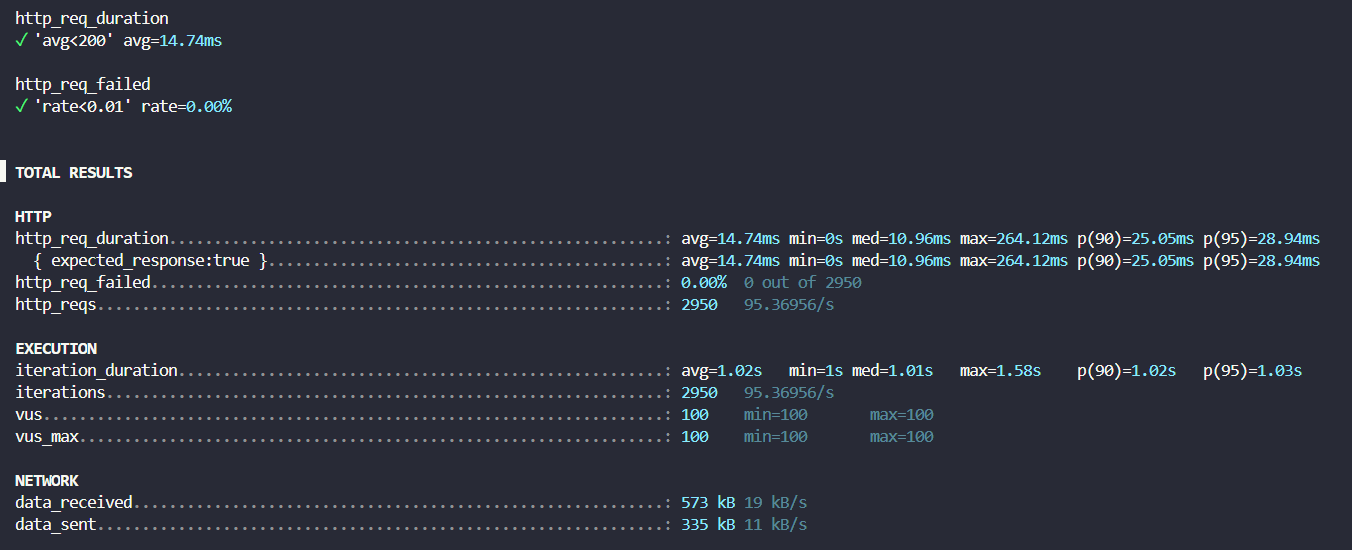 http_req_duration
✓ 'avg<200' avg=14.74ms
http_req_failed
✓ 'rate<0.01' rate=0.00%
TOTAL RESULTS
HTTP
http_req_duration.......................................................: avg=14.74ms min=0s med=10.96ms max=264.12ms p(90)=25.05ms p(95)=28.94ms
{ expected_response:true }............................................: avg=14.74ms min=0s med=10.96ms max=264.12ms p(90)=25.05ms p(95)=28.94ms
http_req_failed.........................................................: 0.00% 0 out of 2950
http_reqs...............................................................: 2950 95.36956/s
EXECUTION
iteration_duration......................................................: avg=1.02s min=1s med=1.01s max=1.58s p(90)=1.02s p(95)=1.03s
iterations..............................................................: 2950 95.36956/s
vus.....................................................................: 100 min=100 max=100
vus_max.................................................................: 100 min=100 max=100
NETWORK
data_received...........................................................: 573 kB 19 kB/s
data_sent...............................................................: 335 kB 11 kB/s